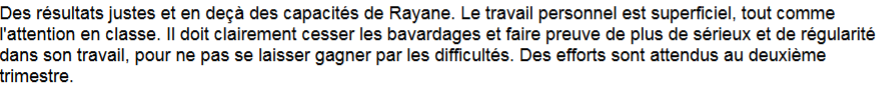 Des résultats justes et en deçà des capacités de Rayane. Le travail personnel est superficiel, tout comme
l'attention en classe. Il doit clairement cesser les bavardages et faire preuve de plus de sérieux et de régularité
dans son travail, pour ne pas se laisser gagner par les difficultés. Des efforts sont attendus au deuxième
trimestre.